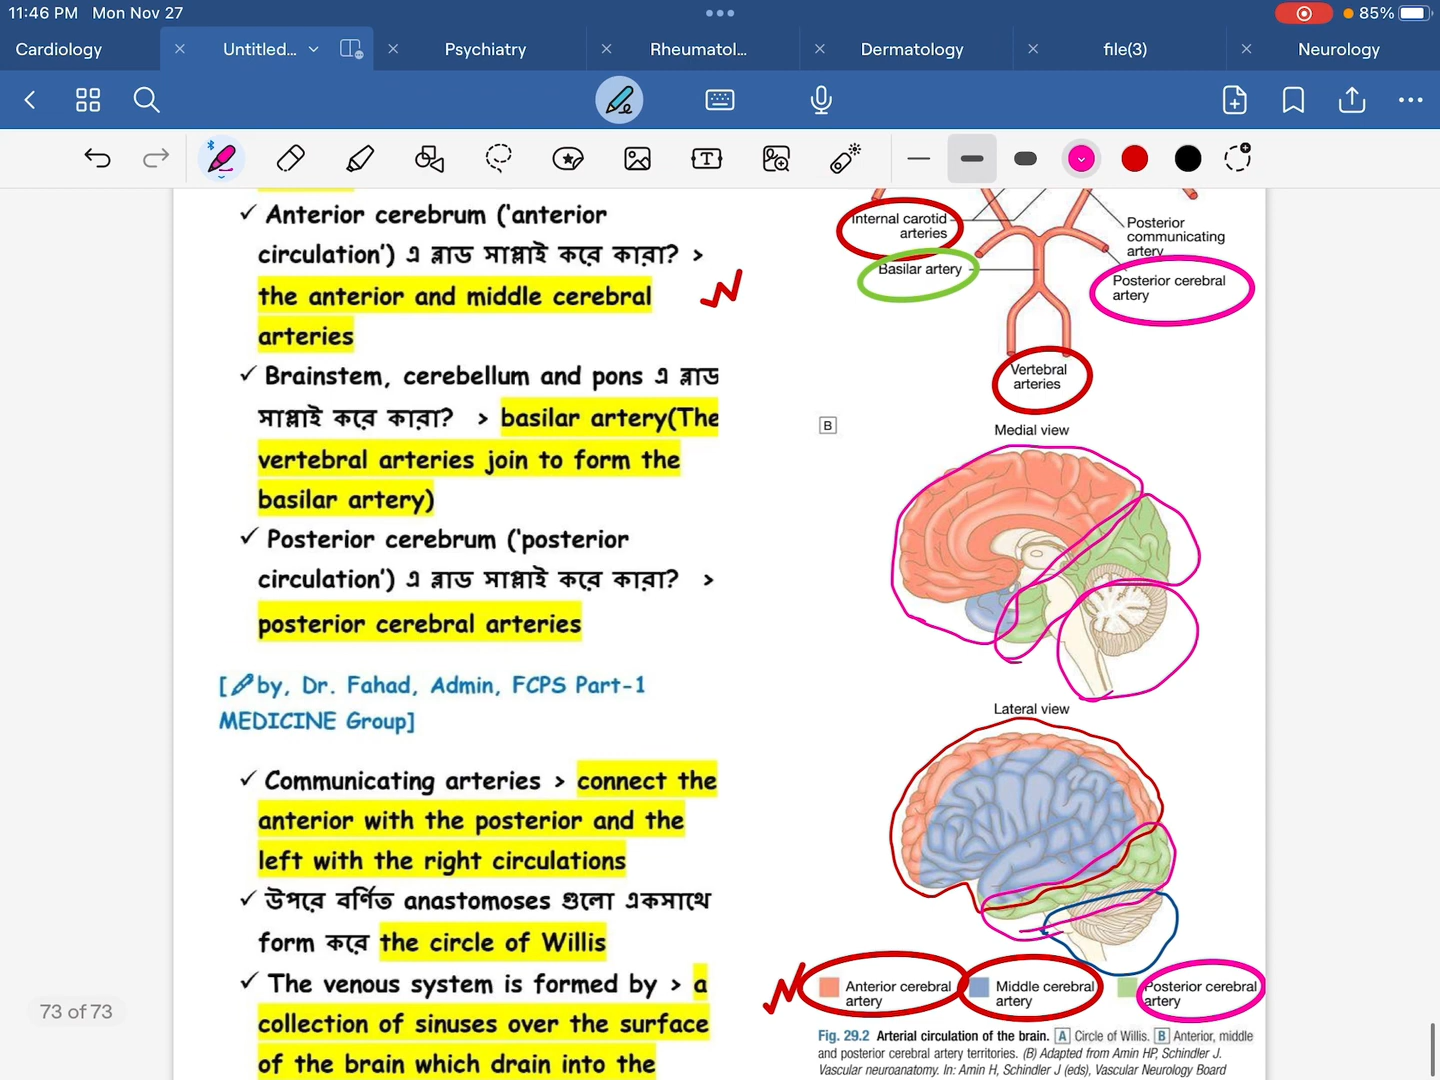 11:46 PM Mon Nov 27
85%
Cardiology
Untitled...
Psychiatry
Rheumatol...
Dermatology
file(3)
Neurology
✓ Anterior cerebrum ('anterior
circulation') এ ব্লাড সাপ্লাই করে কারা? >
the anterior and middle cerebral
arteries
✓ Brainstem, cerebellum and pons এ ব্লাড
সাপ্লাই করে কারা? > basilar artery(The
vertebral arteries join to form the
basilar artery)
✓ Posterior cerebrum ('posterior
circulation') এ ব্লাড সাপ্লাই করে কারা? >
posterior cerebral arteries
[by, Dr. Fahad, Admin, FCPS Part-1
MEDICINE Group]
✓ Communicating arteries > connect the
anterior with the posterior and the
left with the right circulations
✓ উপরে বর্ণিত anastomoses গুলো একসাথে
form করে the circle of Willis
✓ The venous system is formed by > a
collection of sinuses over the surface
of the brain which drain into the
73 of 73
Internal carotid
arteries
Basilar artery
Posterior
communicating
artery
Posterior cerebral
artery
Vertebral
arteries
B
Medial view
Lateral view
Anterior cerebral
artery
Middle cerebral
artery
Posterior cerebral
artery
Fig. 29.2 Arterial circulation of the brain. A Circle of Willis. B Anterior, middle
and posterior cerebral artery territories. (B) Adapted from Amin HP, Schindler J.
Vascular neuroanatomy. In: Amin H, Schindler J (eds), Vascular Neurology Board